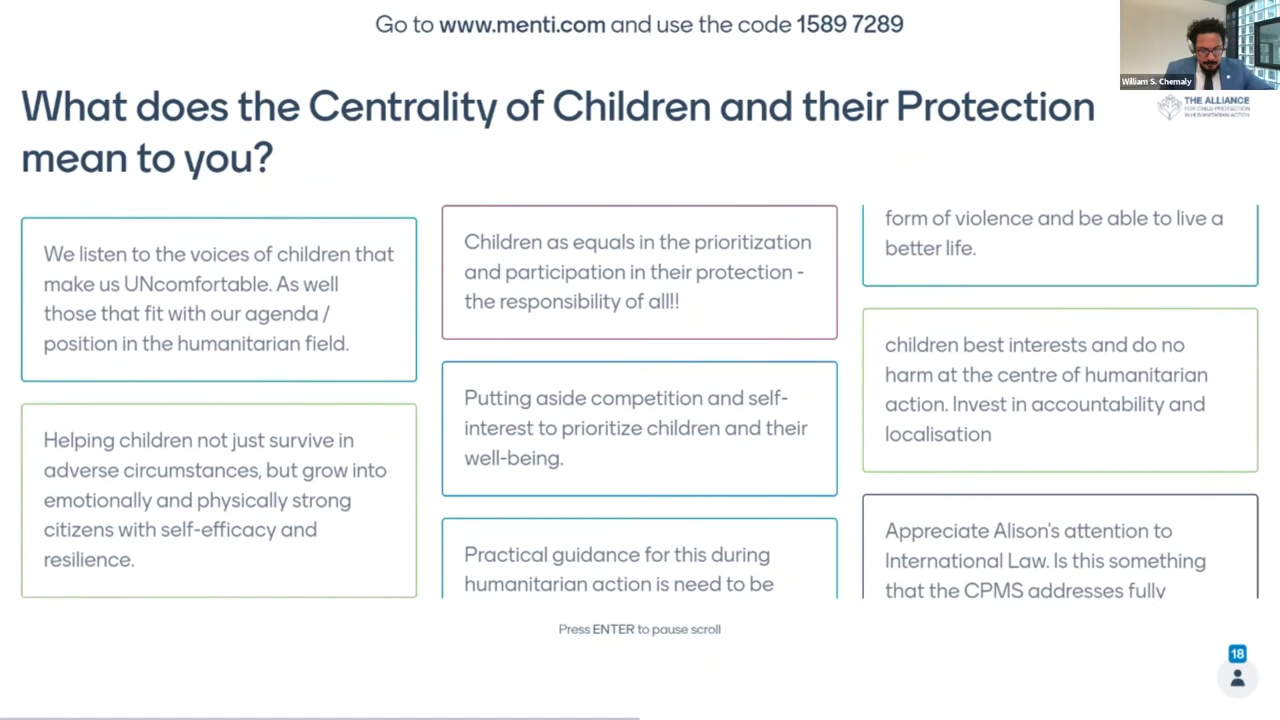 Go to www.menti.com and use the code 1589 7289
William S. Chemaly
THE ALLIANCE
FOR CHILD PROTECTION
IN HUMANITARIAN ACTION
What does the Centrality of Children and their Protection
mean to you?
We listen to the voices of children that
make us UNcomfortable. As well
those that fit with our agenda /
position in the humanitarian field.
Helping children not just survive in
adverse circumstances, but grow into
emotionally and physically strong
citizens with self-efficacy and
resilience.
Children as equals in the prioritization
and participation in their protection -
the responsibility of all!!
Putting aside competition and self-
interest to prioritize children and their
well-being.
Practical guidance for this during
humanitarian action is need to be
form of violence and be able to live a
better life.
children best interests and do no
harm at the centre of humanitarian
action. Invest in accountability and
localisation
Appreciate Alison's attention to
International Law. Is this something
that the CPMS addresses fully
Press ENTER to pause scroll
18